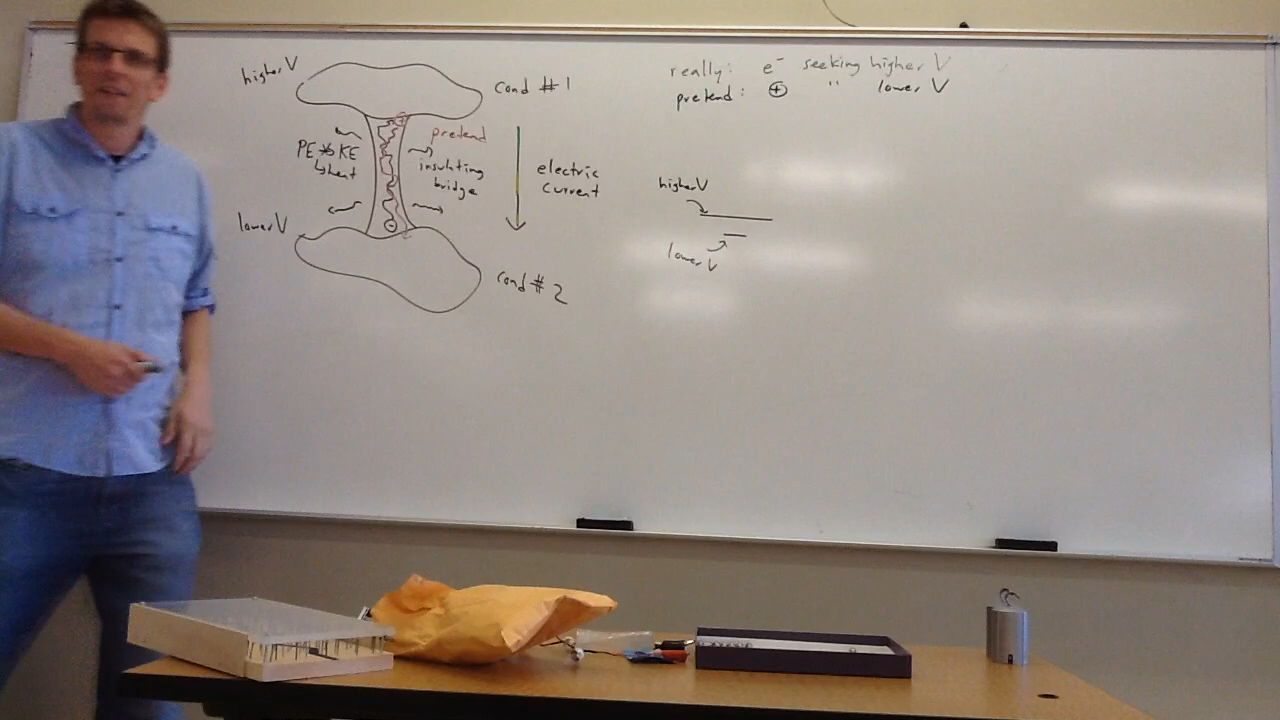 higher V
cond #1
pretend
PE → KE
↳ heat
insulting
bridge
electric
current
lower V
cond #2
really: e⁻ seeking higher V
pretend: ⊕ " lower V
higher V
lower V